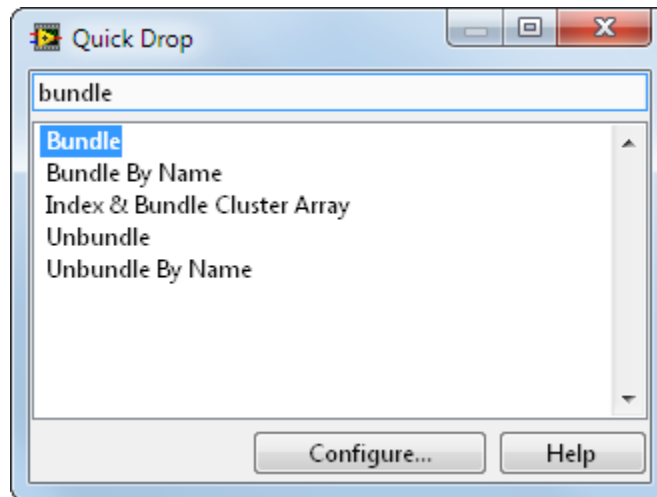 Quick Drop
bundle
Bundle
Bundle By Name
Index & Bundle Cluster Array
Unbundle
Unbundle By Name
Configure... Help